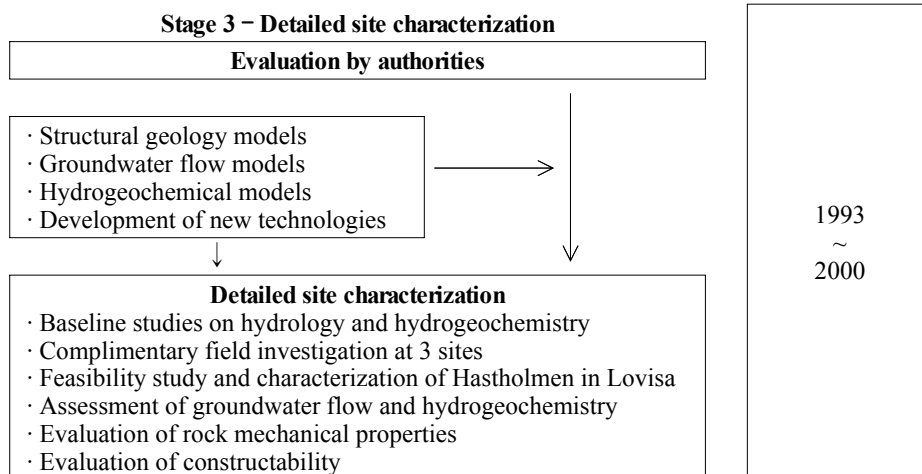 Stage 3 − Detailed site characterization
Evaluation by authorities
· Structural geology models
· Groundwater flow models
· Hydrogeochemical models
· Development of new technologies
1993
~
2000
Detailed site characterization
· Baseline studies on hydrology and hydrogeochemistry
· Complimentary field investigation at 3 sites
· Feasibility study and characterization of Hastholmen in Lovisa
· Assessment of groundwater flow and hydrogeochemistry
· Evaluation of rock mechanical properties
· Evaluation of constructability